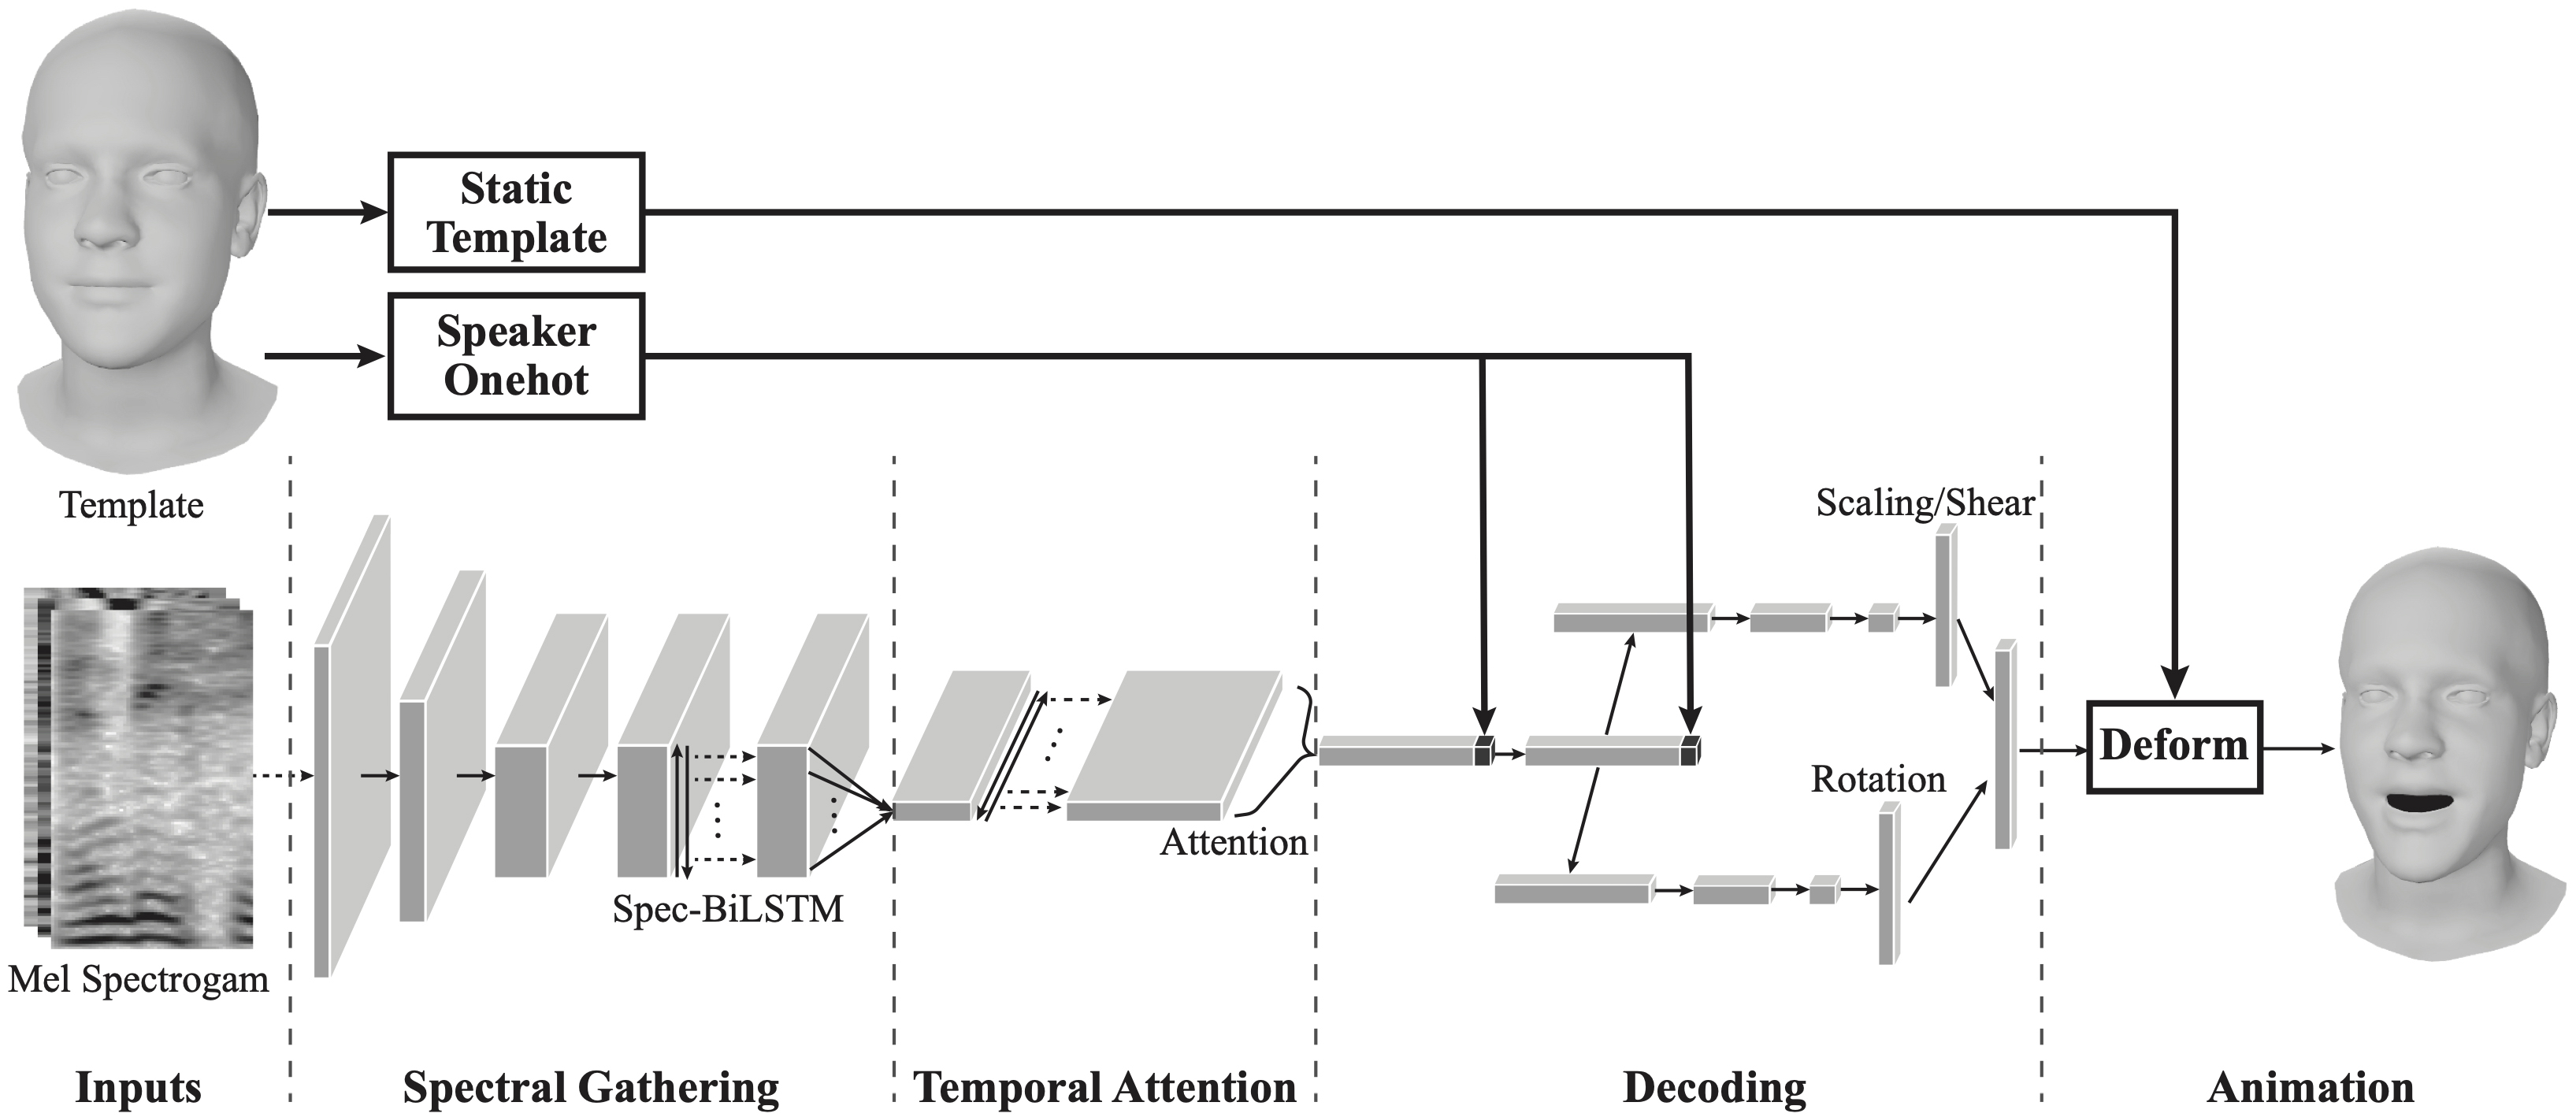 Static
Template
Speaker
Onehot
Template
Scaling/Shear
Deform
Rotation
Attention
Spec-BiLSTM
Mel Spectrogam
Inputs
Spectral Gathering
Temporal Attention
Decoding
Animation